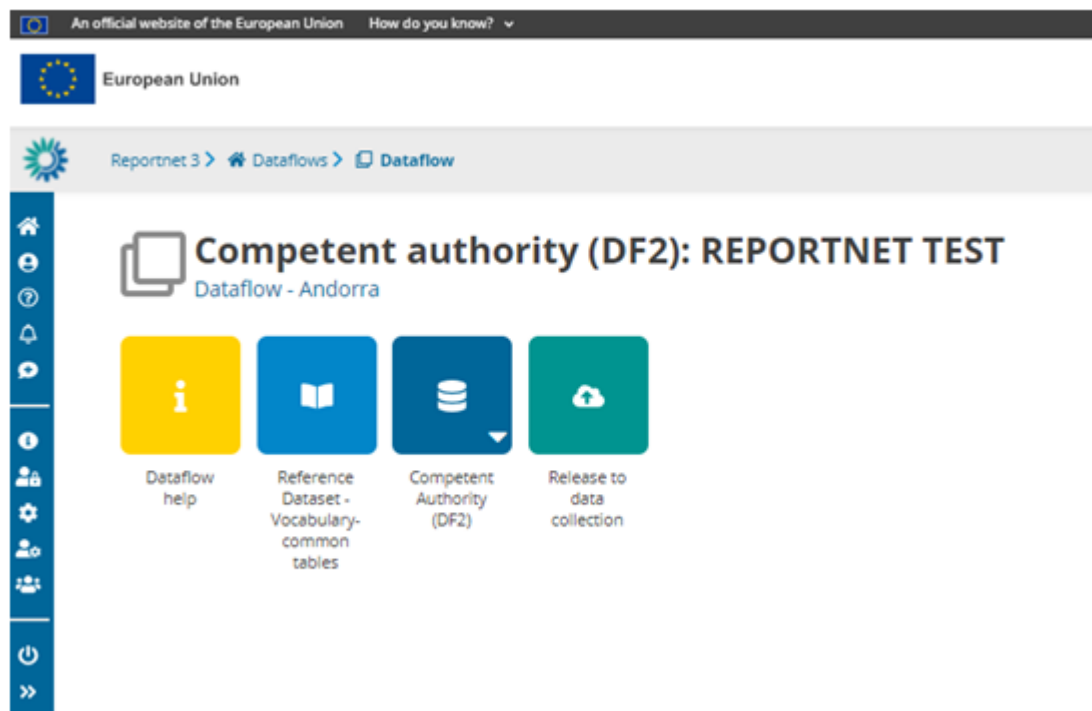 An official website of the European Union How do you know?
European Union
Reportnet 3 Dataflows Dataflow
Competent authority (DF2): REPORTNET TEST
Dataflow - Andorra
Dataflow help
Reference Dataset - Vocabulary-common tables
Competent Authority (DF2)
Release to data collection